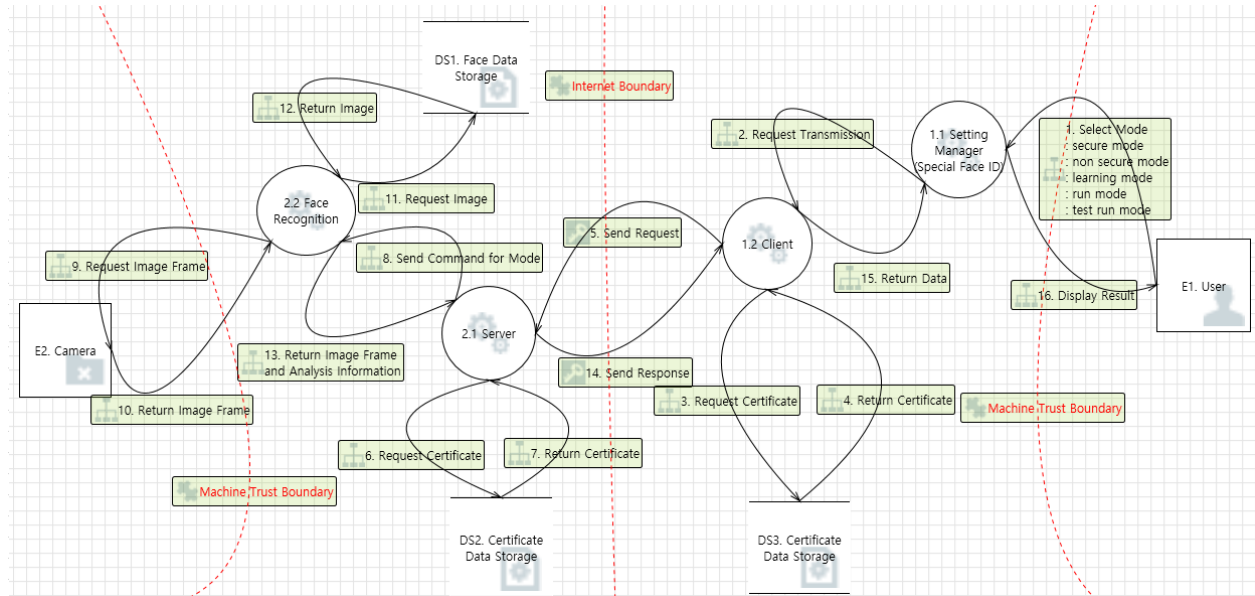 DS1. Face Data
Storage
Internet Boundary
12. Return Image
11. Request Image
2. Request Transmission
1.1 Setting
Manager
(Special Face ID)
1. Select Mode
: secure mode
: non secure mode
: learning mode
: run mode
: test run mode
2.2 Face
Recognition
5. Send Request
1.2 Client
9. Request Image Frame
8. Send Command for Mode
15. Return Data
16. Display Result
E1. User
E2. Camera
2.1 Server
13. Return Image Frame
and Analysis Information
14. Send Response
10. Return Image Frame
3. Request Certificate
4. Return Certificate
Machine Trust Boundary
6. Request Certificate
7. Return Certificate
Machine Trust Boundary
DS2. Certificate
Data Storage
DS3. Certificate
Data Storage